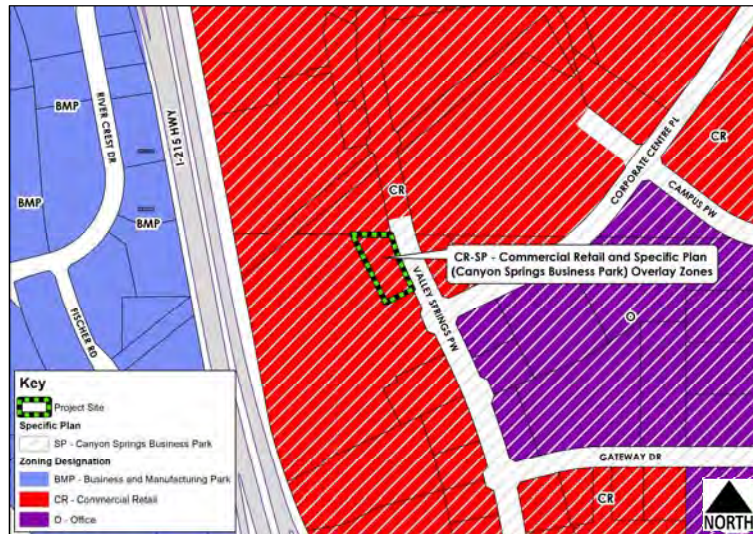 BMP
RIVER CREST DR
I-215 HWY
BMP
BMP
FISCHER RD
CR
CORPORATE CENTRE PL
CR
CAMPUS PW
CR-SP - Commercial Retail and Specific Plan
(Canyon Springs Business Park) Overlay Zones
VALLEY SPRINGS PW
O
GATEWAY DR
CR
Key
Project Site
Specific Plan
SP - Canyon Springs Business Park
Zoning Designation
BMP - Business and Manufacturing Park
CR - Commercial Retail
O - Office
NORTH